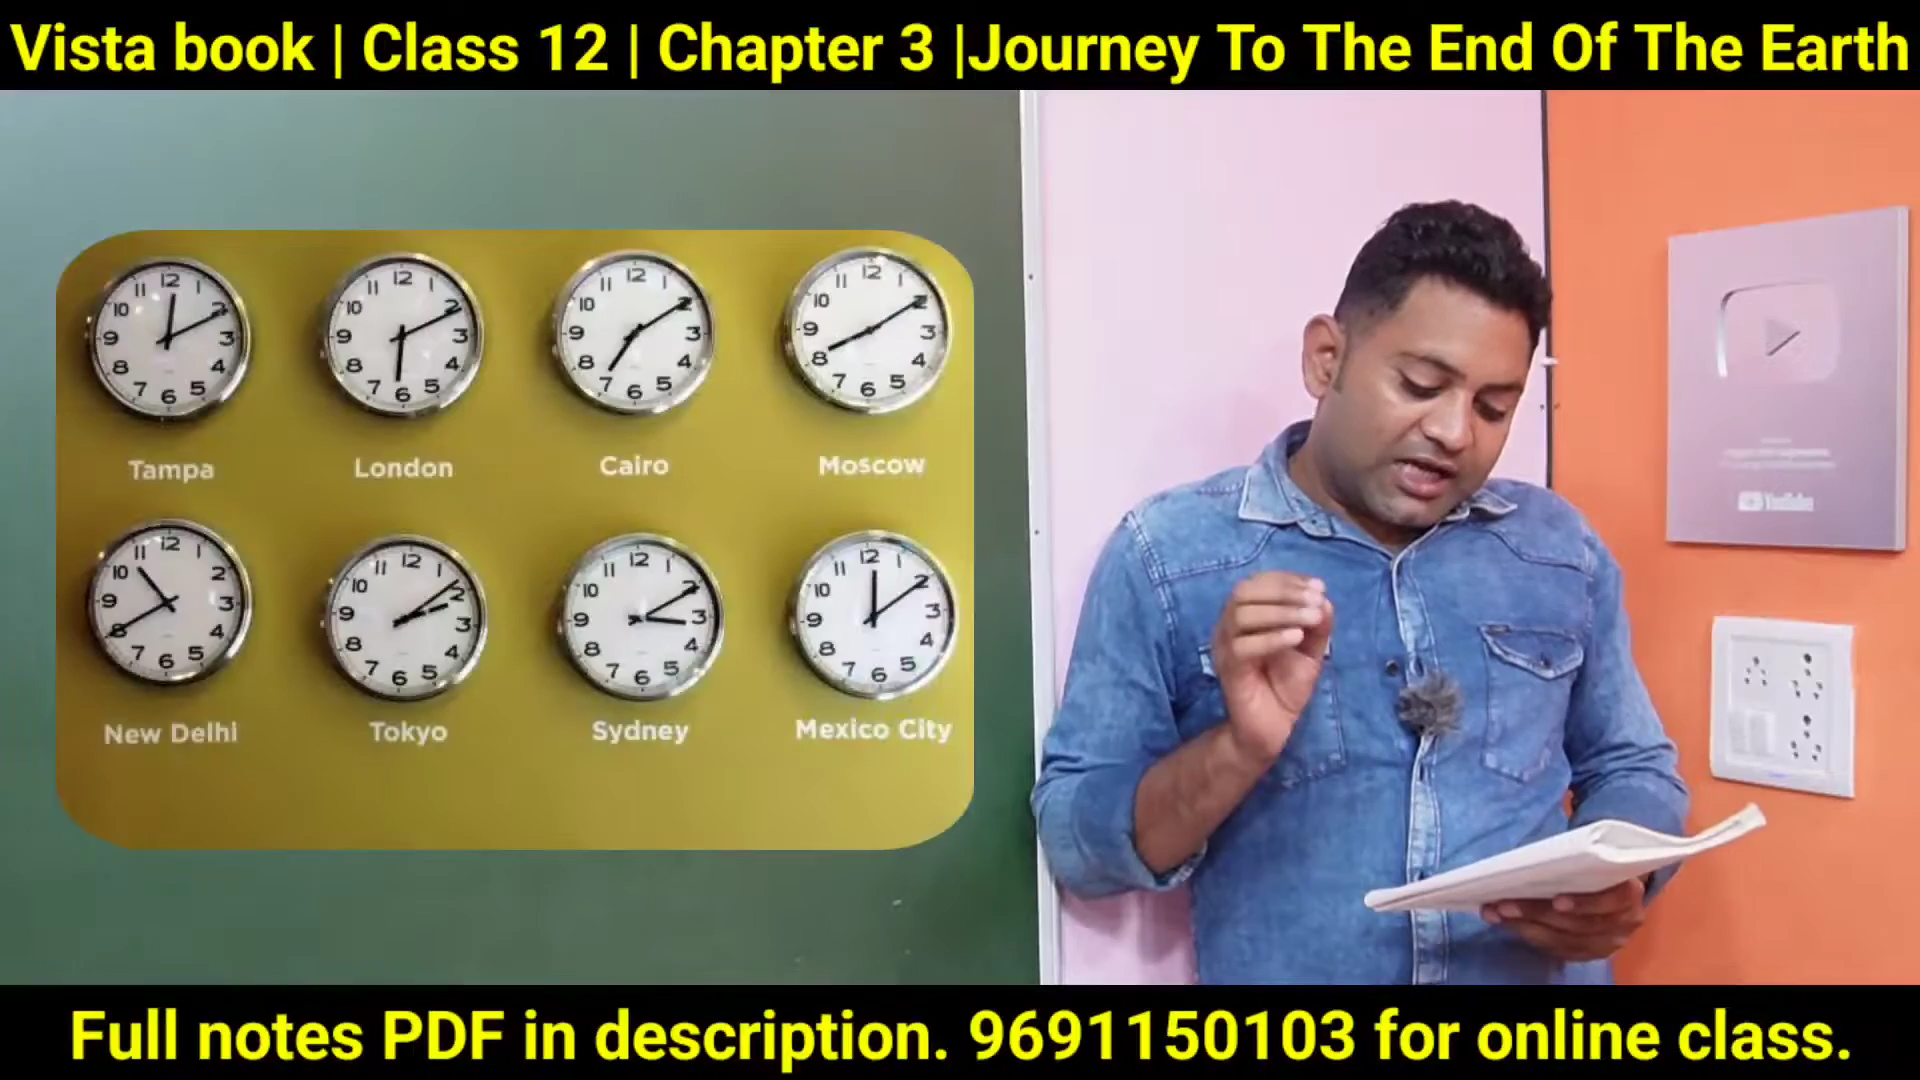 Vista book | Class 12 | Chapter 3 |Journey To The End Of The Earth
Tampa
London
Cairo
Moscow
New Delhi
Tokyo
Sydney
Mexico City
YouTube
Full notes PDF in description. 9691150103 for online class.